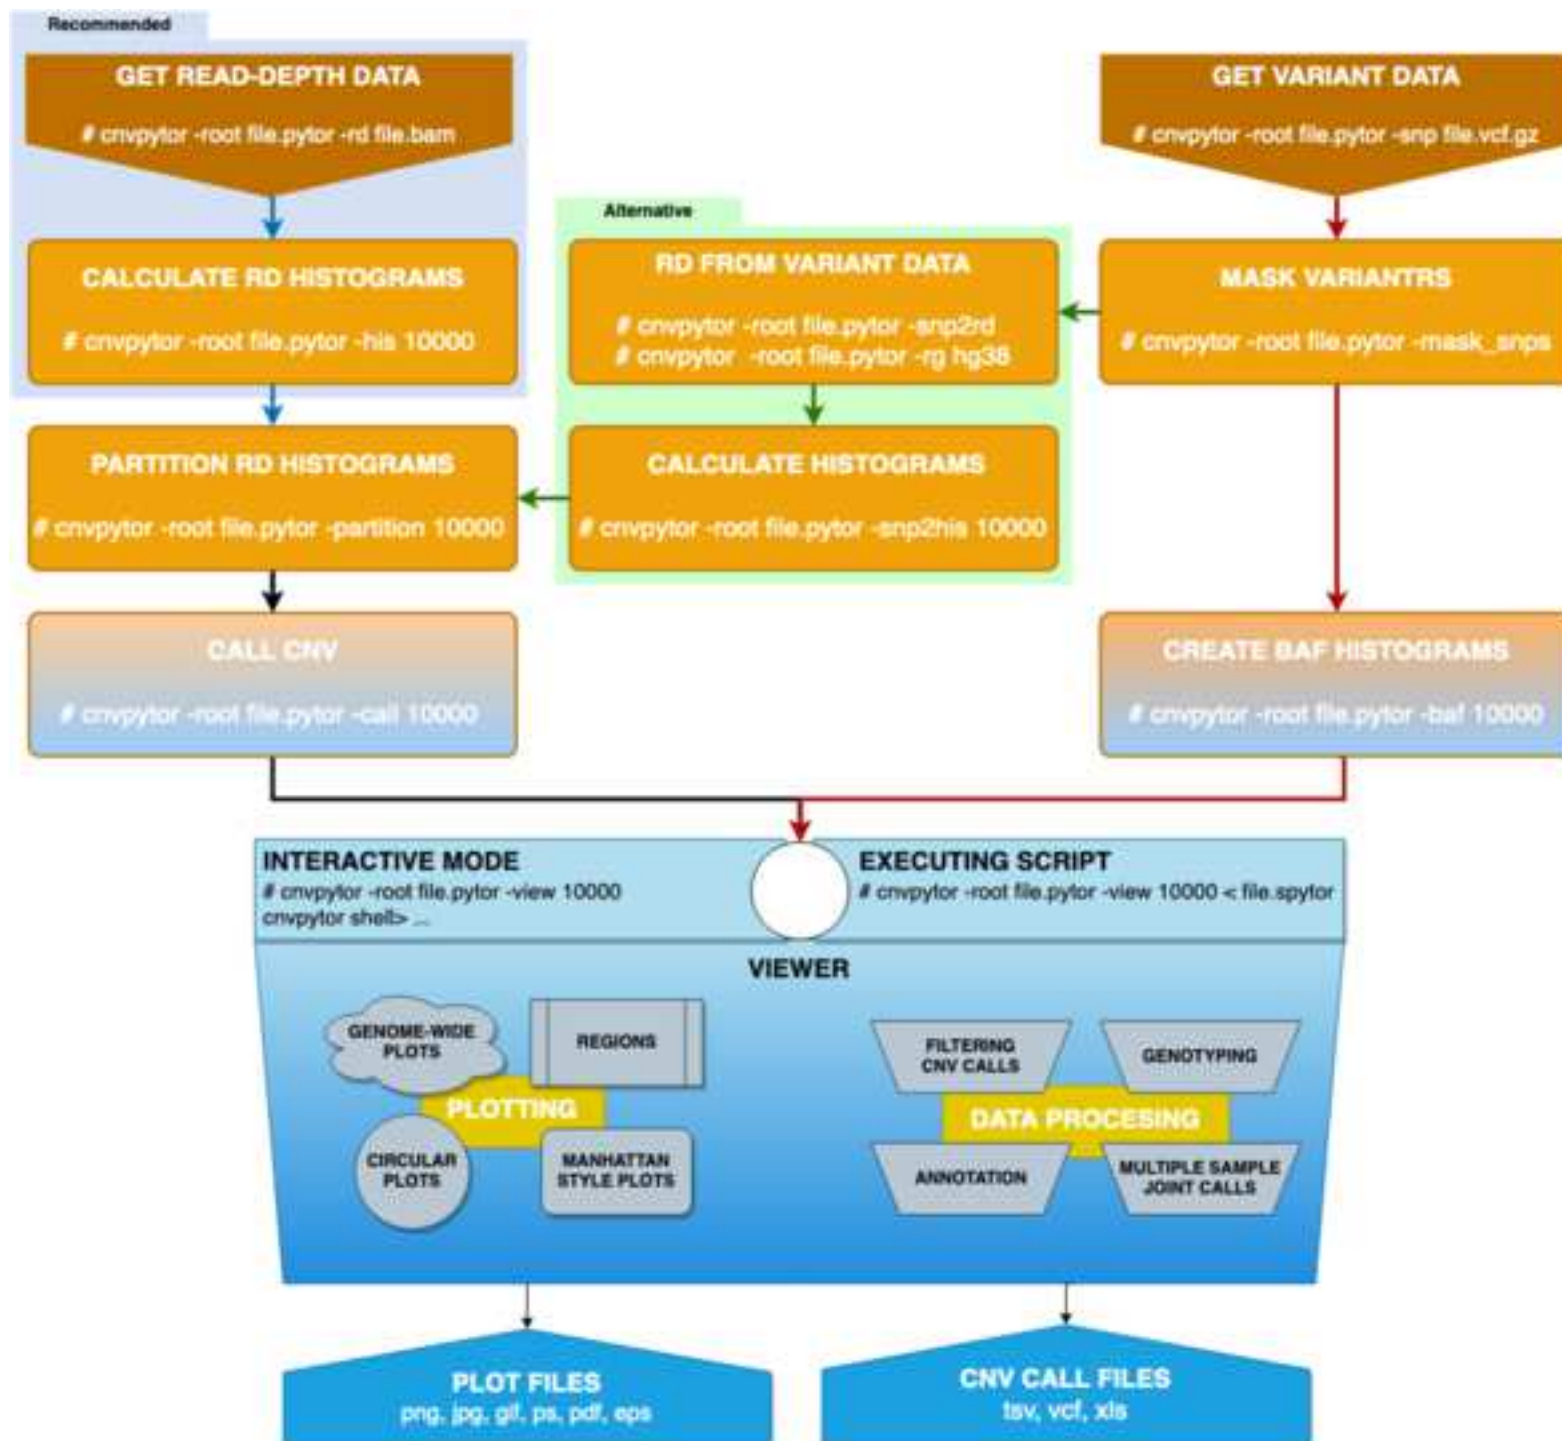 Recommended
GET READ-DEPTH DATA
# cnvpytor -root file.pytor -rd file.bam
GET VARIANT DATA
# cnvpytor -root file.pytor -snp file.vcf.gz
CALCULATE RD HISTOGRAMS
# cnvpytor -root file.pytor -his 10000
Alternative
RD FROM VARIANT DATA
# cnvpytor -root file.pytor -snp2rd
# cnvpytor -root file.pytor -rg hg38
MASK VARIANTRS
# cnvpytor -root file.pytor -mask_snps
PARTITION RD HISTOGRAMS
# cnvpytor -root file.pytor -partition 10000
CALCULATE HISTOGRAMS
# cnvpytor -root file.pytor -snp2his 10000
CALL CNV
# cnvpytor -root file.pytor -call 10000
CREATE BAF HISTOGRAMS
# cnvpytor -root file.pytor -baf 10000
INTERACTIVE MODE
# cnvpytor -root file.pytor -view 10000
cnvpytor shell> ...
EXECUTING SCRIPT
# cnvpytor -root file.pytor -view 10000 < file.spytor
VIEWER
GENOME-WIDE
PLOTS
REGIONS
PLOTTING
CIRCULAR
PLOTS
MANHATTAN
STYLE PLOTS
FILTERING
CNV CALLS
GENOTYPING
DATA PROCESING
ANNOTATION
MULTIPLE SAMPLE
JOINT CALLS
PLOT FILES
png, jpg, gif, ps, pdf, eps
CNV CALL FILES
tsv, vcf, xls